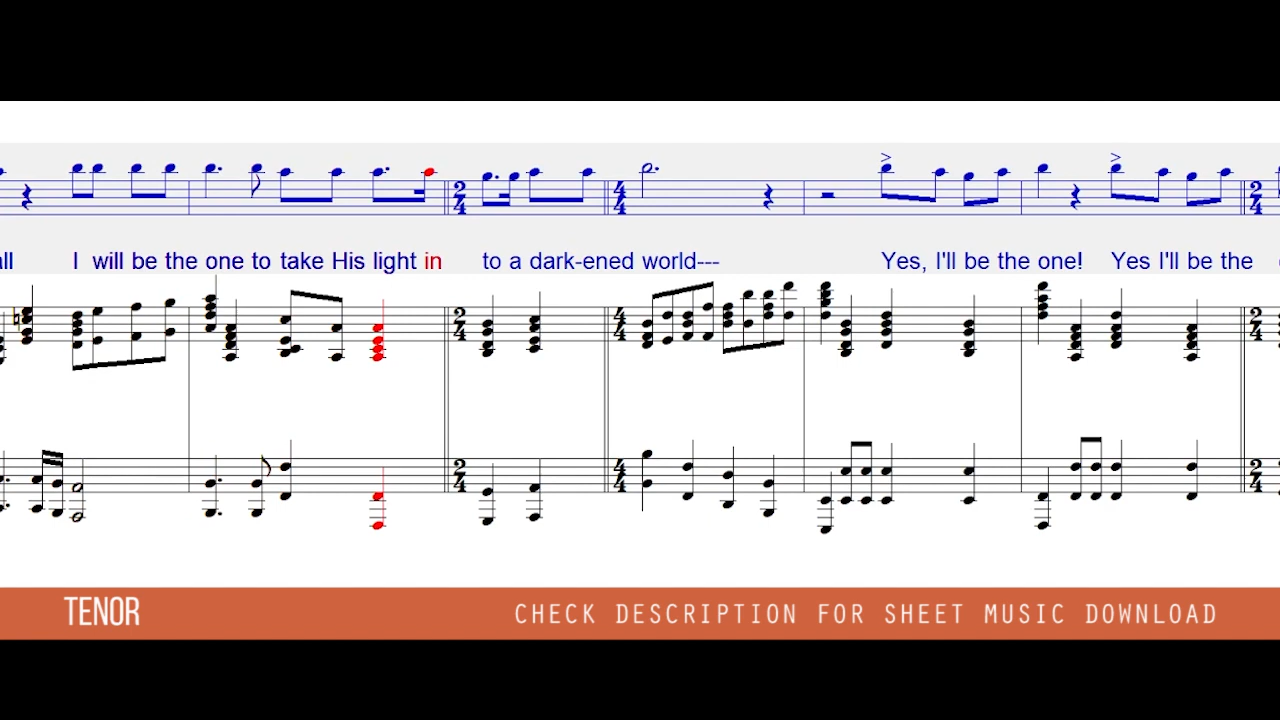 all I will be the one to take His light in to a dark-ened world--- Yes, I'll be the one! Yes I'll be the
TENOR CHECK DESCRIPTION FOR SHEET MUSIC DOWNLOAD